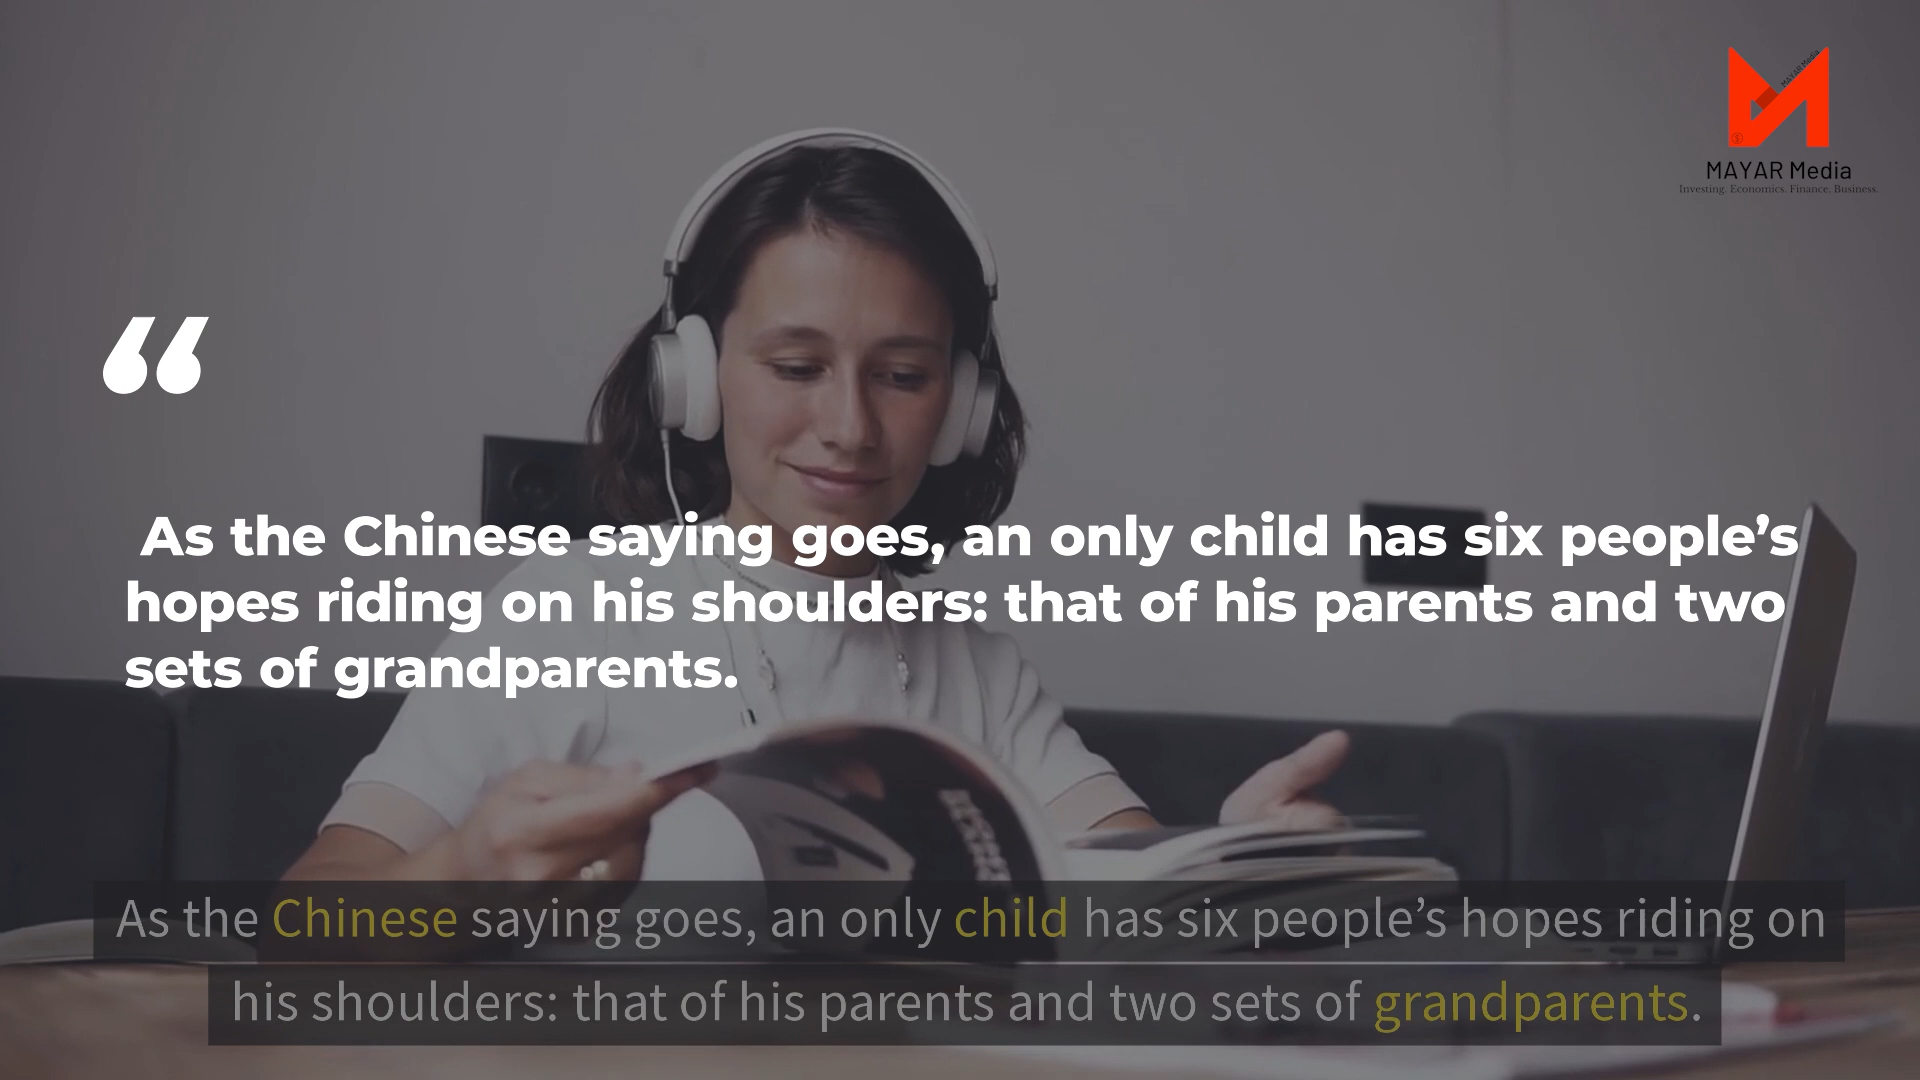 MAYAR Media
MAYAR Media
Investing. Economics. Finance. Business.
“
As the Chinese saying goes, an only child has six people’s
hopes riding on his shoulders: that of his parents and two
sets of grandparents.
As the Chinese saying goes, an only child has six people’s hopes riding on
his shoulders: that of his parents and two sets of grandparents.